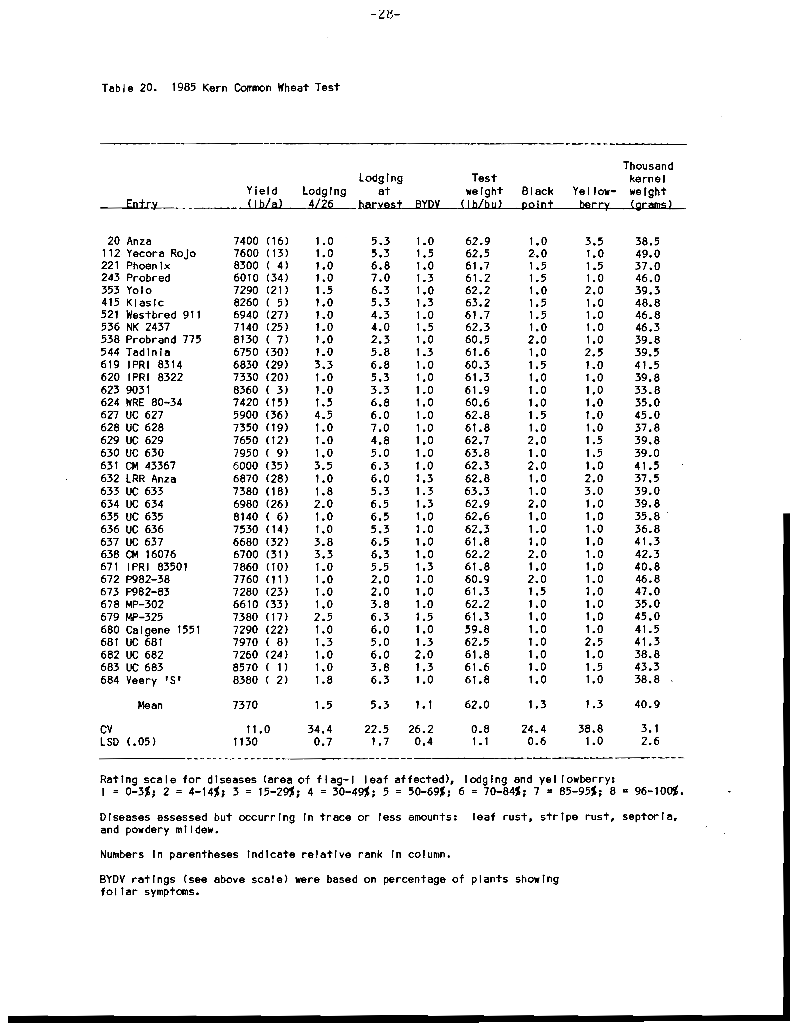 -28-
Table 20. 1985 Kern Common Wheat Test
Thousand
Lodging Test kernel
Yield Lodging at weight Black Yellow- weight
Entry (lb/a) 4/26 harvest BYDV (lb/bu) point berry (grams)
20 Anza 7400 (16) 1.0 5.3 1.0 62.9 1.0 3.5 38.5
112 Yecora Rojo 7600 (13) 1.0 5.3 1.5 62.5 2.0 1.0 49.0
221 Phoenix 8300 ( 4) 1.0 6.8 1.0 61.7 1.5 1.5 37.0
243 Probred 6010 (34) 1.0 7.0 1.3 61.2 1.5 1.0 46.0
353 Yolo 7290 (21) 1.5 6.3 1.0 62.2 1.0 2.0 39.3
415 Klasic 8260 ( 5) 1.0 5.3 1.3 63.2 1.5 1.0 48.8
521 Westbred 911 6940 (27) 1.0 4.3 1.0 61.7 1.5 1.0 46.8
536 NK 2437 7140 (25) 1.0 4.0 1.5 62.3 1.0 1.0 46.3
538 Probrand 775 8130 ( 7) 1.0 2.3 1.0 60.5 2.0 1.0 39.8
544 Tadinia 6750 (30) 1.0 5.8 1.3 61.6 1.0 2.5 39.5
619 IPRI 8314 6830 (29) 3.3 6.8 1.0 60.3 1.5 1.0 41.5
620 IPRI 8322 7330 (20) 1.0 5.3 1.0 61.3 1.0 1.0 39.8
623 9031 8360 ( 3) 1.0 3.3 1.0 61.9 1.0 1.0 33.8
624 WRE 80-34 7420 (15) 1.5 6.8 1.0 60.6 1.0 1.0 35.0
627 UC 627 5900 (36) 4.5 6.0 1.0 62.8 1.5 1.0 45.0
628 UC 628 7350 (19) 1.0 7.0 1.0 61.8 1.0 1.0 37.8
629 UC 629 7650 (12) 1.0 4.8 1.0 62.7 2.0 1.5 39.8
630 UC 630 7950 ( 9) 1.0 5.0 1.0 63.8 1.0 1.5 39.0
631 CM 43367 6000 (35) 3.5 6.3 1.0 62.3 2.0 1.0 41.5
632 LRR Anza 6870 (28) 1.0 6.0 1.3 62.8 1.0 2.0 37.5
633 UC 633 7380 (18) 1.8 5.3 1.3 63.3 1.0 3.0 39.0
634 UC 634 6980 (26) 2.0 6.5 1.3 62.9 2.0 1.0 39.8
635 UC 635 8140 ( 6) 1.0 6.5 1.0 62.6 1.0 1.0 35.8
636 UC 636 7530 (14) 1.0 5.3 1.0 62.3 1.0 1.0 36.8
637 UC 637 6680 (32) 3.8 6.5 1.0 61.8 1.0 1.0 41.3
638 CM 16076 6700 (31) 3.3 6.3 1.0 62.2 2.0 1.0 42.3
671 IPRI 83501 7860 (10) 1.0 5.5 1.3 61.8 1.0 1.0 40.8
672 P982-38 7760 (11) 1.0 2.0 1.0 60.9 2.0 1.0 46.8
673 P982-83 7280 (23) 1.0 2.0 1.0 61.3 1.5 1.0 47.0
678 MP-302 6610 (33) 1.0 3.8 1.0 62.2 1.0 1.0 35.0
679 MP-325 7380 (17) 2.5 6.3 1.5 61.3 1.0 1.0 45.0
680 Calgene 1551 7290 (22) 1.0 6.0 1.0 59.8 1.0 1.0 41.5
681 UC 681 7970 ( 8) 1.3 5.0 1.3 62.5 1.0 2.5 41.3
682 UC 682 7260 (24) 1.0 6.0 2.0 61.8 1.0 1.0 38.8
683 UC 683 8570 ( 1) 1.0 3.8 1.3 61.6 1.0 1.5 43.3
684 Veery 'S' 8380 ( 2) 1.8 6.3 1.0 61.8 1.0 1.0 38.8
Mean 7370 1.5 5.3 1.1 62.0 1.3 1.3 40.9
CV 11.0 34.4 22.5 26.2 0.8 24.4 38.8 3.1
LSD (.05) 1130 0.7 1.7 0.4 1.1 0.6 1.0 2.6
Rating scale for diseases (area of flag-1 leaf affected), lodging and yellowberry:
1 = 0-3%; 2 = 4-14%; 3 = 15-29%; 4 = 30-49%; 5 = 50-69%; 6 = 70-84%; 7 = 85-95%; 8 = 96-100%.
Diseases assessed but occurring in trace or less amounts: leaf rust, stripe rust, septoria,
and powdery mildew.
Numbers in parentheses indicate relative rank in column.
BYDV ratings (see above scale) were based on percentage of plants showing
foliar symptoms.